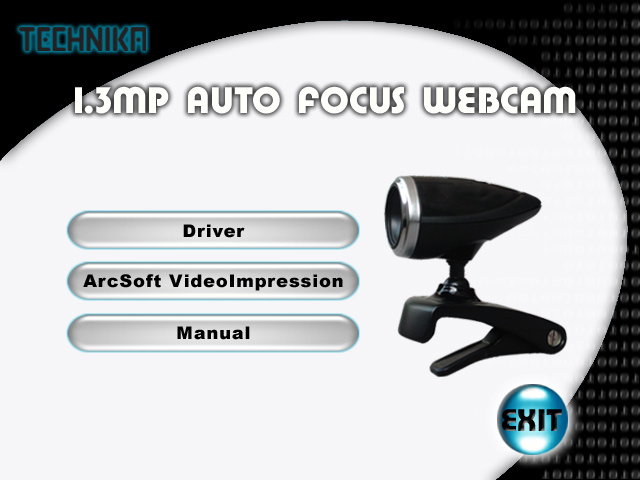 TECHNIKA
1.3MP AUTO FOCUS WEBCAM
Driver
ArcSoft VideoImpression
Manual
EXIT